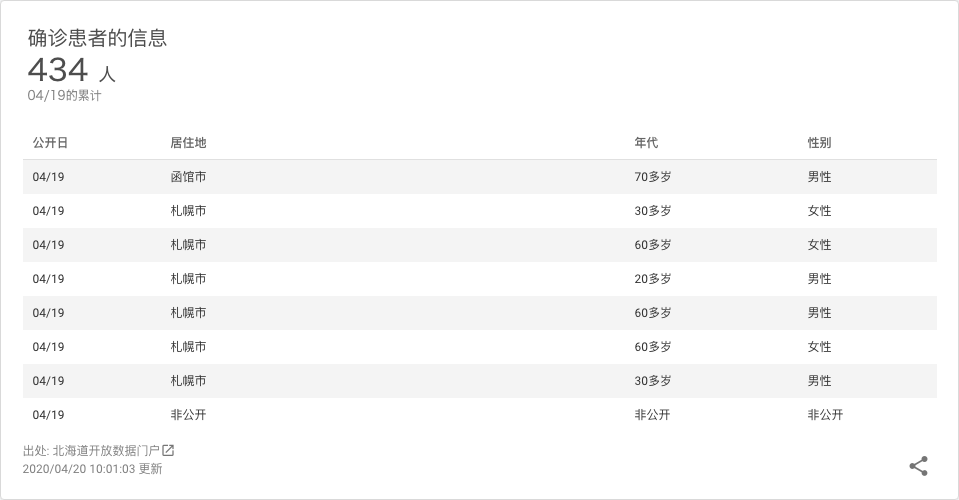 确诊患者的信息
434 人
04/19的累计
公开日 居住地 年代 性别
04/19 函馆市 70多岁 男性
04/19 札幌市 30多岁 女性
04/19 札幌市 60多岁 女性
04/19 札幌市 20多岁 男性
04/19 札幌市 60多岁 男性
04/19 札幌市 60多岁 女性
04/19 札幌市 30多岁 男性
04/19 非公开 非公开 非公开
出处: 北海道开放数据门户
2020/04/20 10:01:03 更新